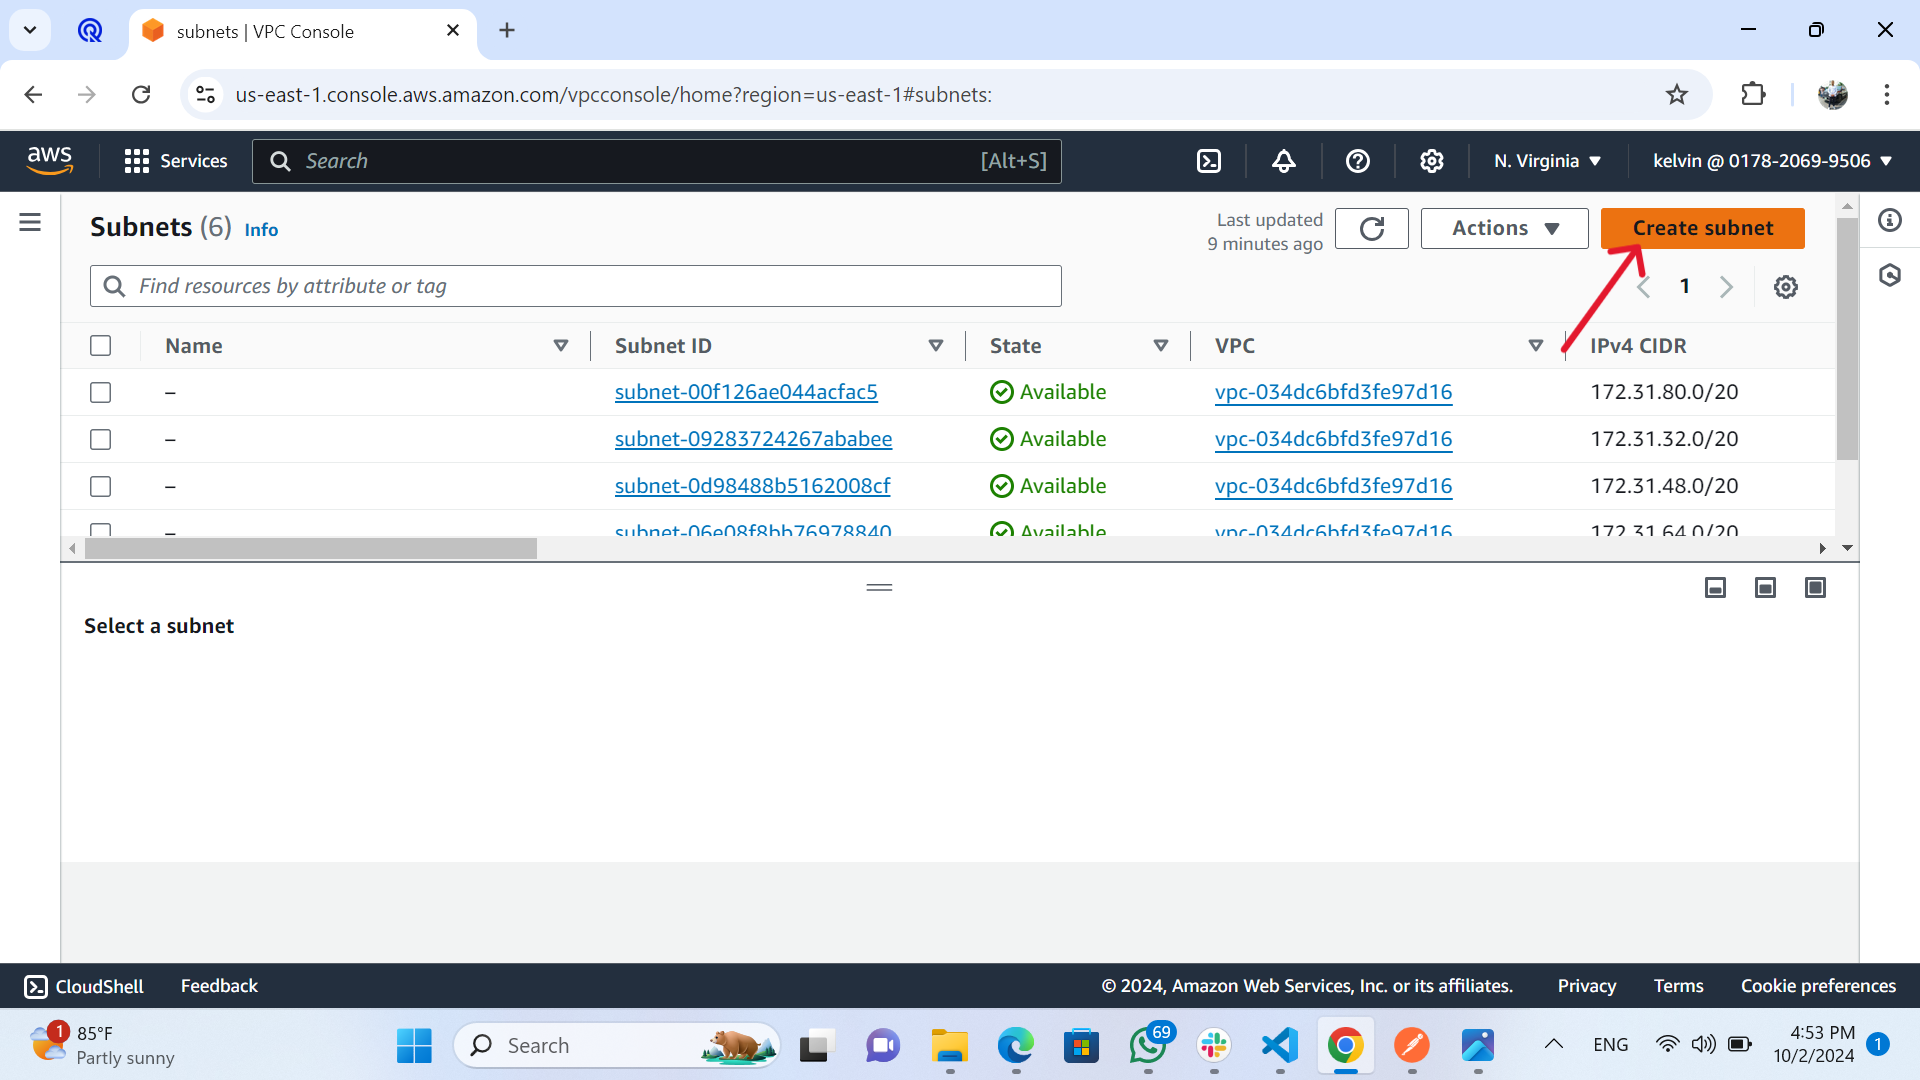 subnets | VPC Console
us-east-1.console.aws.amazon.com/vpcconsole/home?region=us-east-1#subnets:
aws
Services
Search
[Alt+S]
N. Virginia
kelvin @ 0178-2069-9506
Subnets (6) Info
Last updated
9 minutes ago
Actions
Create subnet
Find resources by attribute or tag
1
Name
Subnet ID
State
VPC
IPv4 CIDR
– subnet-00f126ae044acfac5 Available vpc-034dc6bfd3fe97d16 172.31.80.0/20
– subnet-09283724267ababee Available vpc-034dc6bfd3fe97d16 172.31.32.0/20
– subnet-0d98488b5162008cf Available vpc-034dc6bfd3fe97d16 172.31.48.0/20
– subnet-06e08f8bb76978840 Available vpc-034dc6bfd3fe97d16 172.31.64.0/20
Select a subnet
CloudShell
Feedback
© 2024, Amazon Web Services, Inc. or its affiliates.
Privacy
Terms
Cookie preferences
1
85°F
Partly sunny
Search
69
ENG
4:53 PM
10/2/2024
1